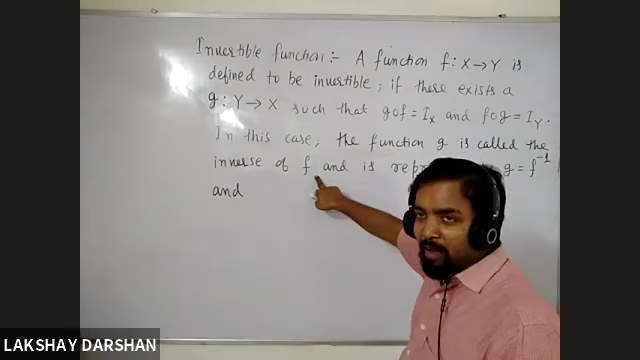 Invertible function :- A function f : X → Y is
defined to be invertible, if there exists a
g : Y → X such that gof = I_X and fog = I_Y.
In this case, the function g is called the
inverse of f and is g = f⁻¹
and
LAKSHAY DARSHAN